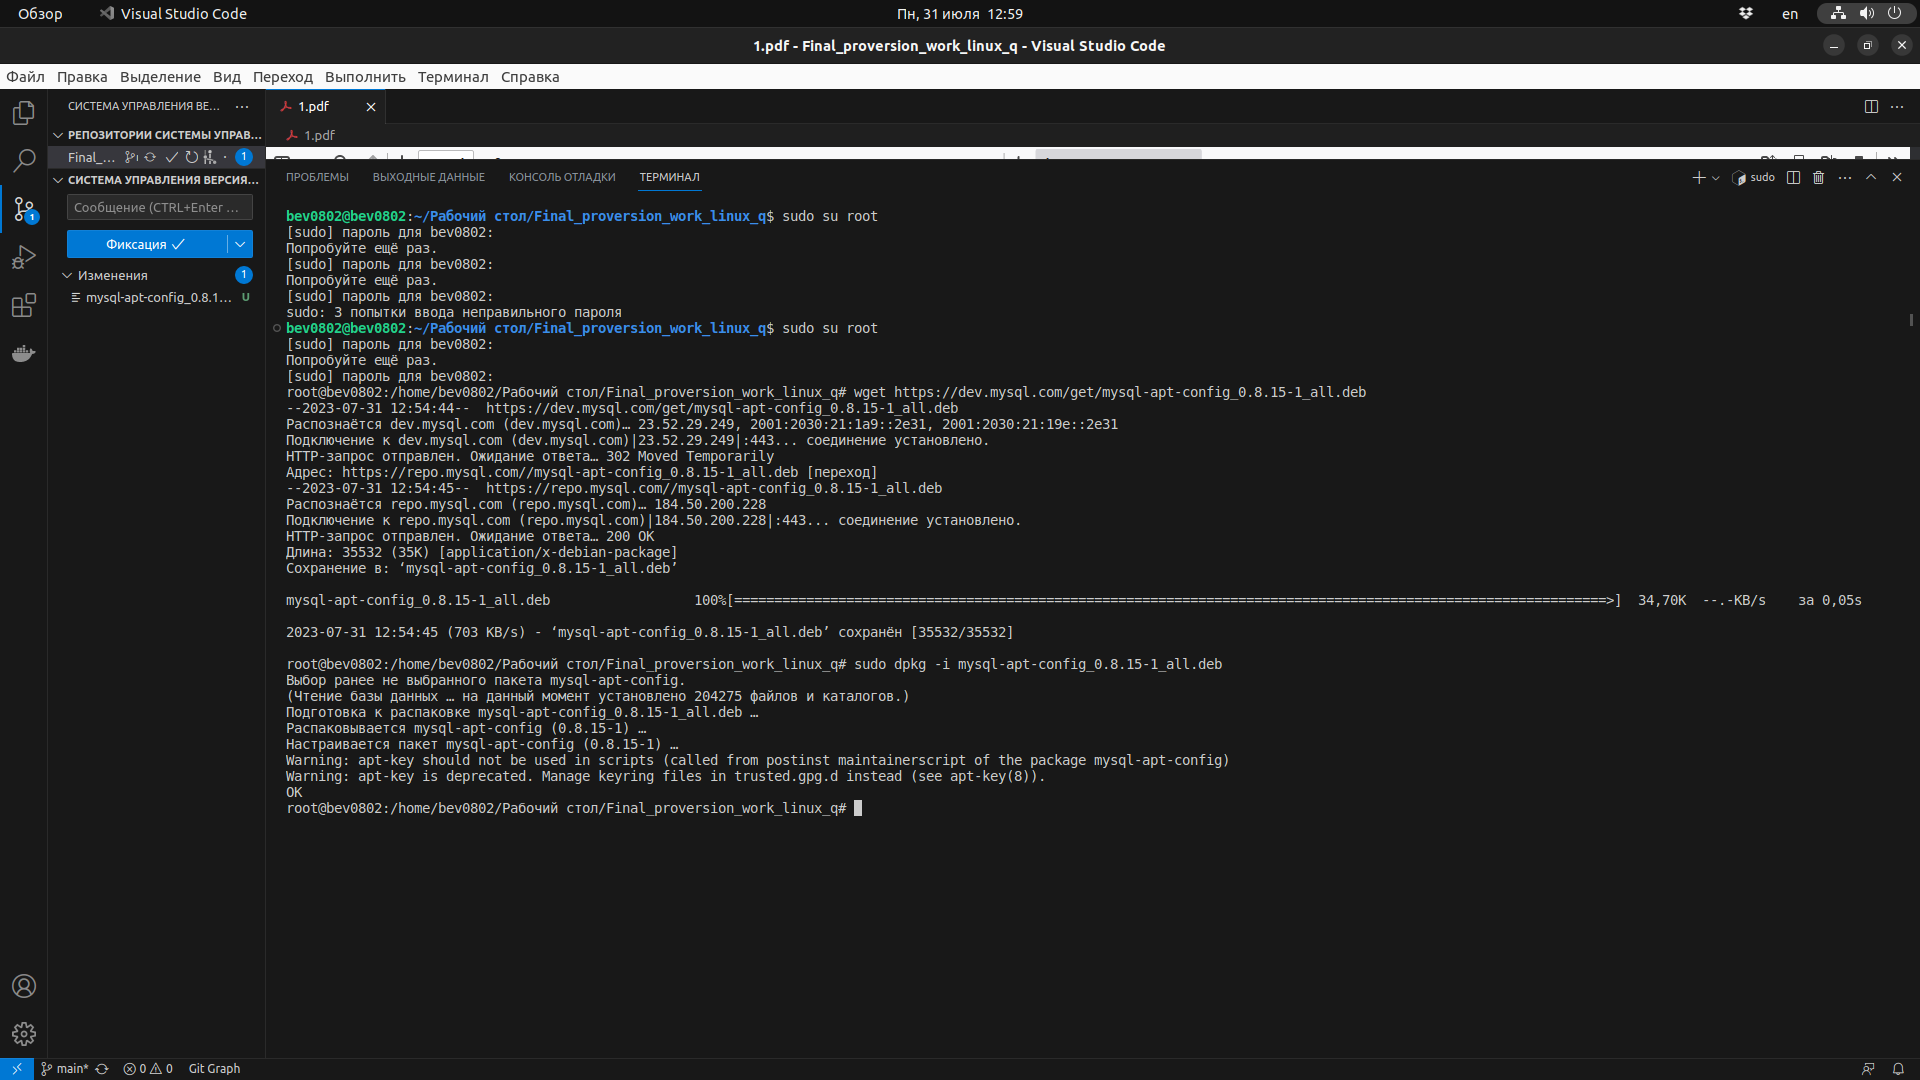 Обзор
Visual Studio Code
Пн, 31 июля  12:59
en
1.pdf - Final_proversion_work_linux_q - Visual Studio Code
Файл Правка Выделение Вид Переход Выполнить Терминал Справка
СИСТЕМА УПРАВЛЕНИЯ ВЕ...
1.pdf
РЕПОЗИТОРИИ СИСТЕМЫ УПРАВ...
1.pdf
Final_... 1
СИСТЕМА УПРАВЛЕНИЯ ВЕРСИЯ...
ПРОБЛЕМЫ ВЫХОДНЫЕ ДАННЫЕ КОНСОЛЬ ОТЛАДКИ ТЕРМИНАЛ
sudo
Сообщение (CTRL+Enter ...
1
Фиксация
Изменения 1
mysql-apt-config_0.8.1... U
bev0802@bev0802:~/Рабочий стол/Final_proversion_work_linux_q$ sudo su root
[sudo] пароль для bev0802:
Попробуйте ещё раз.
[sudo] пароль для bev0802:
Попробуйте ещё раз.
[sudo] пароль для bev0802:
sudo: 3 попытки ввода неправильного пароля
bev0802@bev0802:~/Рабочий стол/Final_proversion_work_linux_q$ sudo su root
[sudo] пароль для bev0802:
Попробуйте ещё раз.
[sudo] пароль для bev0802:
root@bev0802:/home/bev0802/Рабочий стол/Final_proversion_work_linux_q# wget https://dev.mysql.com/get/mysql-apt-config_0.8.15-1_all.deb
--2023-07-31 12:54:44--  https://dev.mysql.com/get/mysql-apt-config_0.8.15-1_all.deb
Распознаётся dev.mysql.com (dev.mysql.com)… 23.52.29.249, 2001:2030:21:1a9::2e31, 2001:2030:21:19e::2e31
Подключение к dev.mysql.com (dev.mysql.com)|23.52.29.249|:443... соединение установлено.
HTTP-запрос отправлен. Ожидание ответа… 302 Moved Temporarily
Адрес: https://repo.mysql.com//mysql-apt-config_0.8.15-1_all.deb [переход]
--2023-07-31 12:54:45--  https://repo.mysql.com//mysql-apt-config_0.8.15-1_all.deb
Распознаётся repo.mysql.com (repo.mysql.com)… 184.50.200.228
Подключение к repo.mysql.com (repo.mysql.com)|184.50.200.228|:443... соединение установлено.
HTTP-запрос отправлен. Ожидание ответа… 200 OK
Длина: 35532 (35K) [application/x-debian-package]
Сохранение в: ‘mysql-apt-config_0.8.15-1_all.deb’
mysql-apt-config_0.8.15-1_all.deb 100%[=============================================================================================================>] 34,70K  --.-KB/s за 0,05s
2023-07-31 12:54:45 (703 KB/s) - ‘mysql-apt-config_0.8.15-1_all.deb’ сохранён [35532/35532]
root@bev0802:/home/bev0802/Рабочий стол/Final_proversion_work_linux_q# sudo dpkg -i mysql-apt-config_0.8.15-1_all.deb
Выбор ранее не выбранного пакета mysql-apt-config.
(Чтение базы данных … на данный момент установлено 204275 файлов и каталогов.)
Подготовка к распаковке mysql-apt-config_0.8.15-1_all.deb …
Распаковывается mysql-apt-config (0.8.15-1) …
Настраивается пакет mysql-apt-config (0.8.15-1) …
Warning: apt-key should not be used in scripts (called from postinst maintainerscript of the package mysql-apt-config)
Warning: apt-key is deprecated. Manage keyring files in trusted.gpg.d instead (see apt-key(8)).
OK
root@bev0802:/home/bev0802/Рабочий стол/Final_proversion_work_linux_q#
main* 0 0 Git Graph